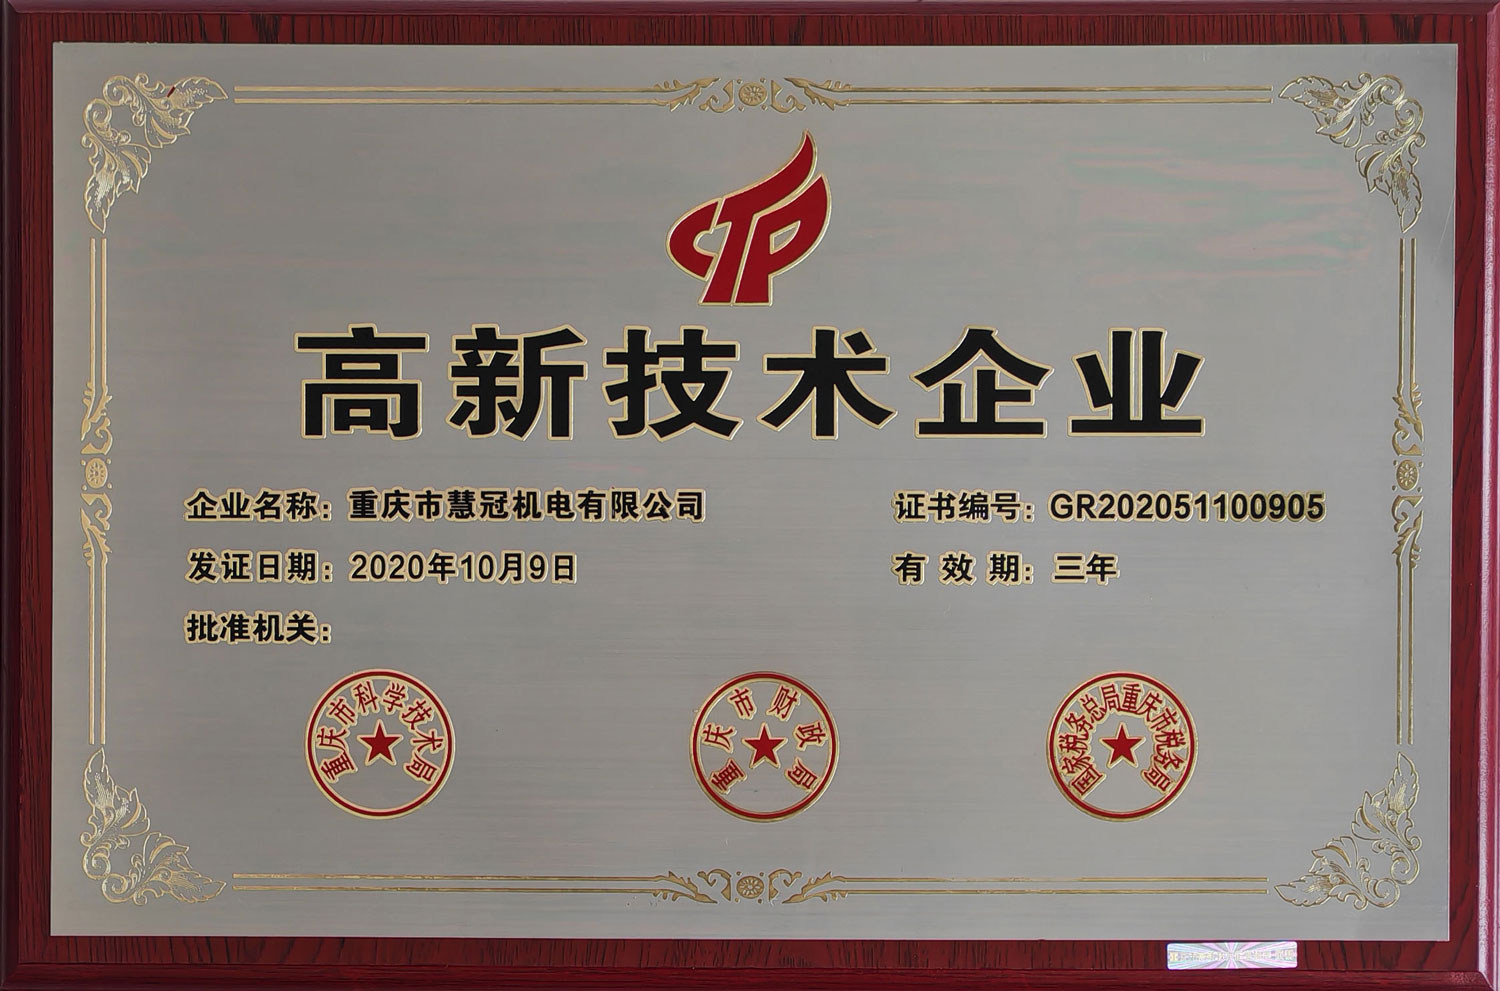 高新技术企业
企业名称：重庆市慧冠机电有限公司
证书编号：GR202051100905
发证日期：2020年10月9日
有 效 期：三年
批准机关：
重庆市科学技术局
重庆市财政局
国家税务总局重庆市税务局